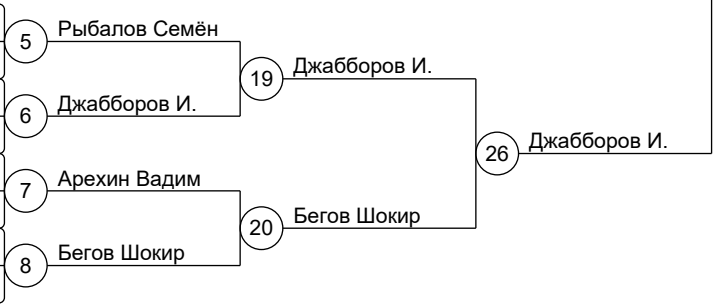 5 Рыбалов Семён
19 Джабборов И.
6 Джабборов И.
26 Джабборов И.
7 Арехин Вадим
20 Бегов Шокир
8 Бегов Шокир